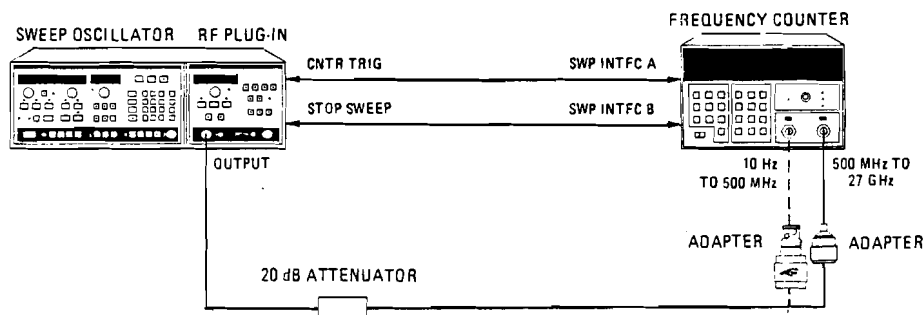 FREQUENCY COUNTER
SWEEP OSCILLATOR RF PLUG-IN
CNTR TRIG SWP INTFC A
STOP SWEEP SWP INTFC B
OUTPUT
10 Hz
TO 500 MHz
500 MHz TO
27 GHz
ADAPTER
ADAPTER
20 dB ATTENUATOR